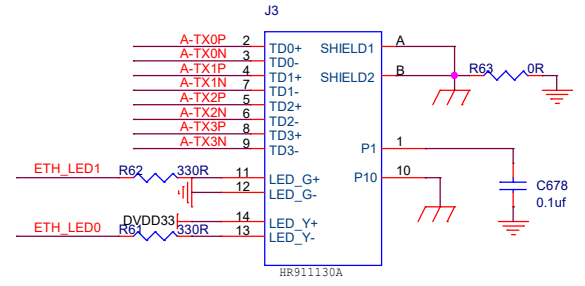 J3
A-TX0P 2 TD0+ SHIELD1 A
A-TX0N 3 TD0-
A-TX1P 4 TD1+ SHIELD2 B R63 0R
A-TX1N 7 TD1-
A-TX2P 5 TD2+
A-TX2N 6 TD2-
A-TX3P 8 TD3+
A-TX3N 9 TD3- P1 1
ETH_LED1 R62 330R 11 LED_G+ P10 10
12 LED_G- C678
0.1uf
DVDD33 14 LED_Y+
ETH_LED0 R61 330R 13 LED_Y-
HR911130A